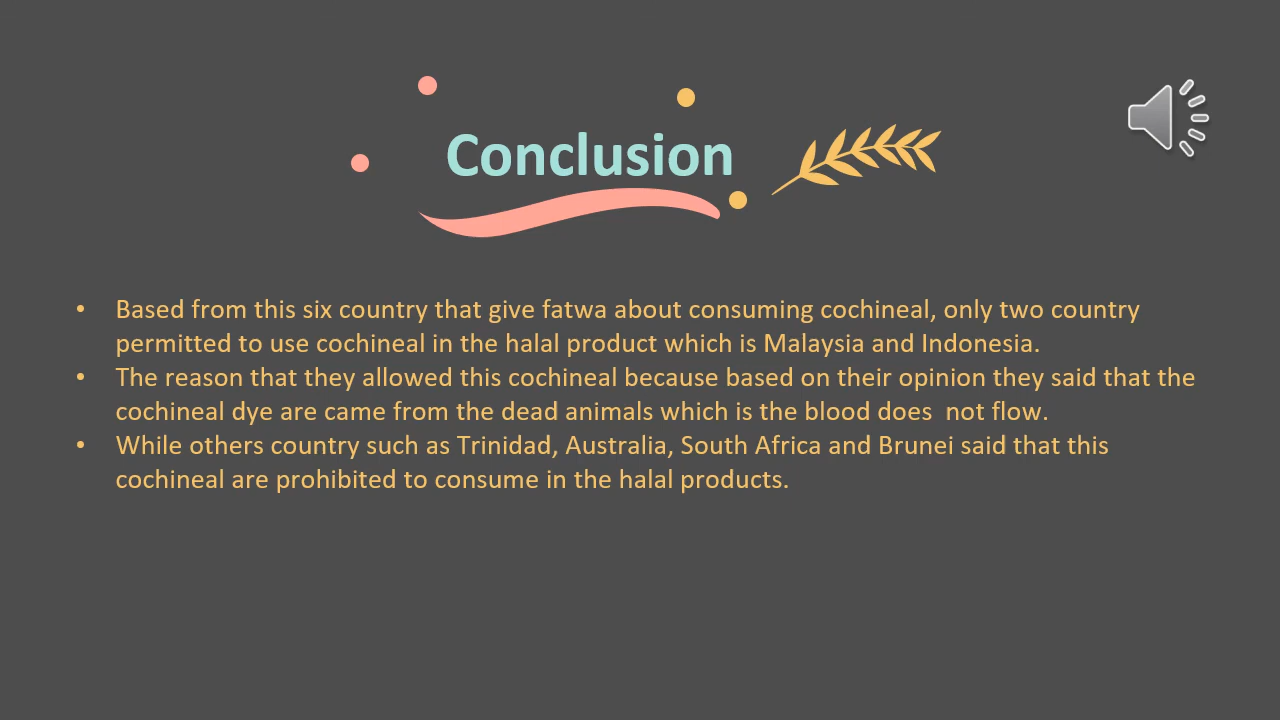 Conclusion
• Based from this six country that give fatwa about consuming cochineal, only two country
permitted to use cochineal in the halal product which is Malaysia and Indonesia.
• The reason that they allowed this cochineal because based on their opinion they said that the
cochineal dye are came from the dead animals which is the blood does  not flow.
• While others country such as Trinidad, Australia, South Africa and Brunei said that this
cochineal are prohibited to consume in the halal products.